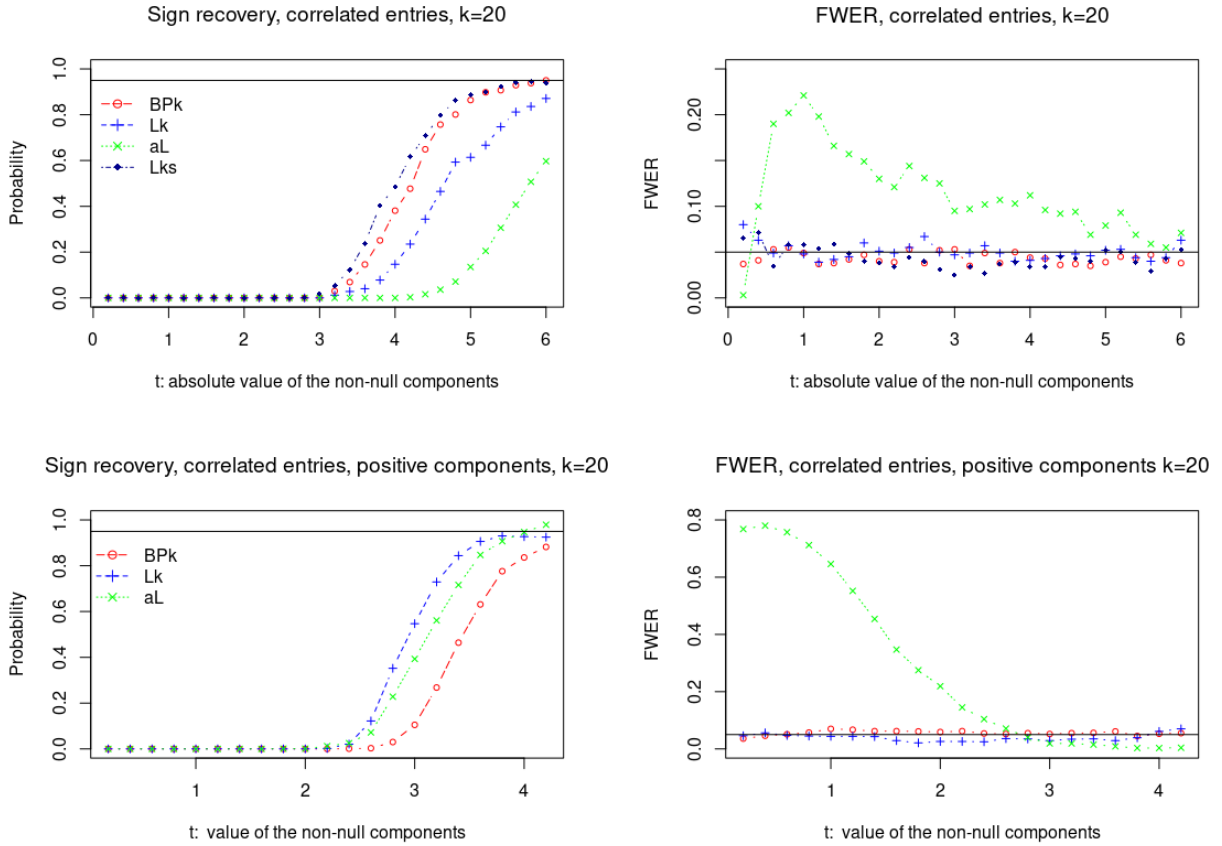 Sign recovery, correlated entries, k=20
Probability
1.0
0.8
0.6
0.4
0.2
0.0
BPk
Lk
aL
Lks
0 1 2 3 4 5 6
t: absolute value of the non-null components
FWER, correlated entries, k=20
FWER
0.20
0.10
0.00
0 1 2 3 4 5 6
t: absolute value of the non-null components
Sign recovery, correlated entries, positive components, k=20
Probability
1.0
0.8
0.6
0.4
0.2
0.0
BPk
Lk
aL
1 2 3 4
t: value of the non-null components
FWER, correlated entries, positive components k=20
FWER
0.8
0.6
0.4
0.2
0.0
1 2 3 4
t: value of the non-null components